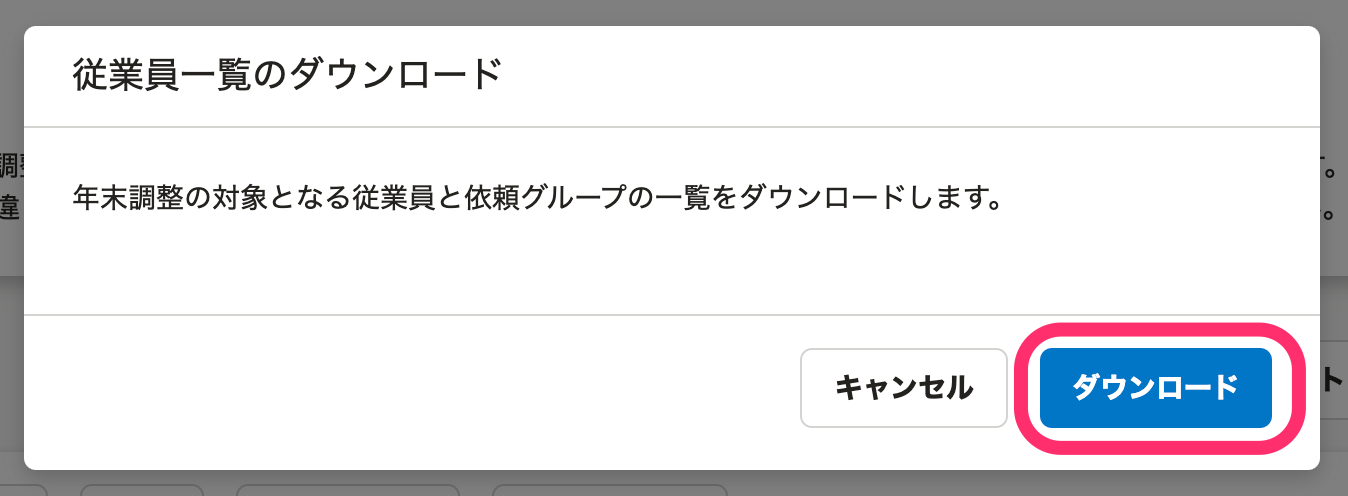 従業員一覧のダウンロード
年末調整の対象となる従業員と依頼グループの一覧をダウンロードします。
キャンセル
ダウンロード